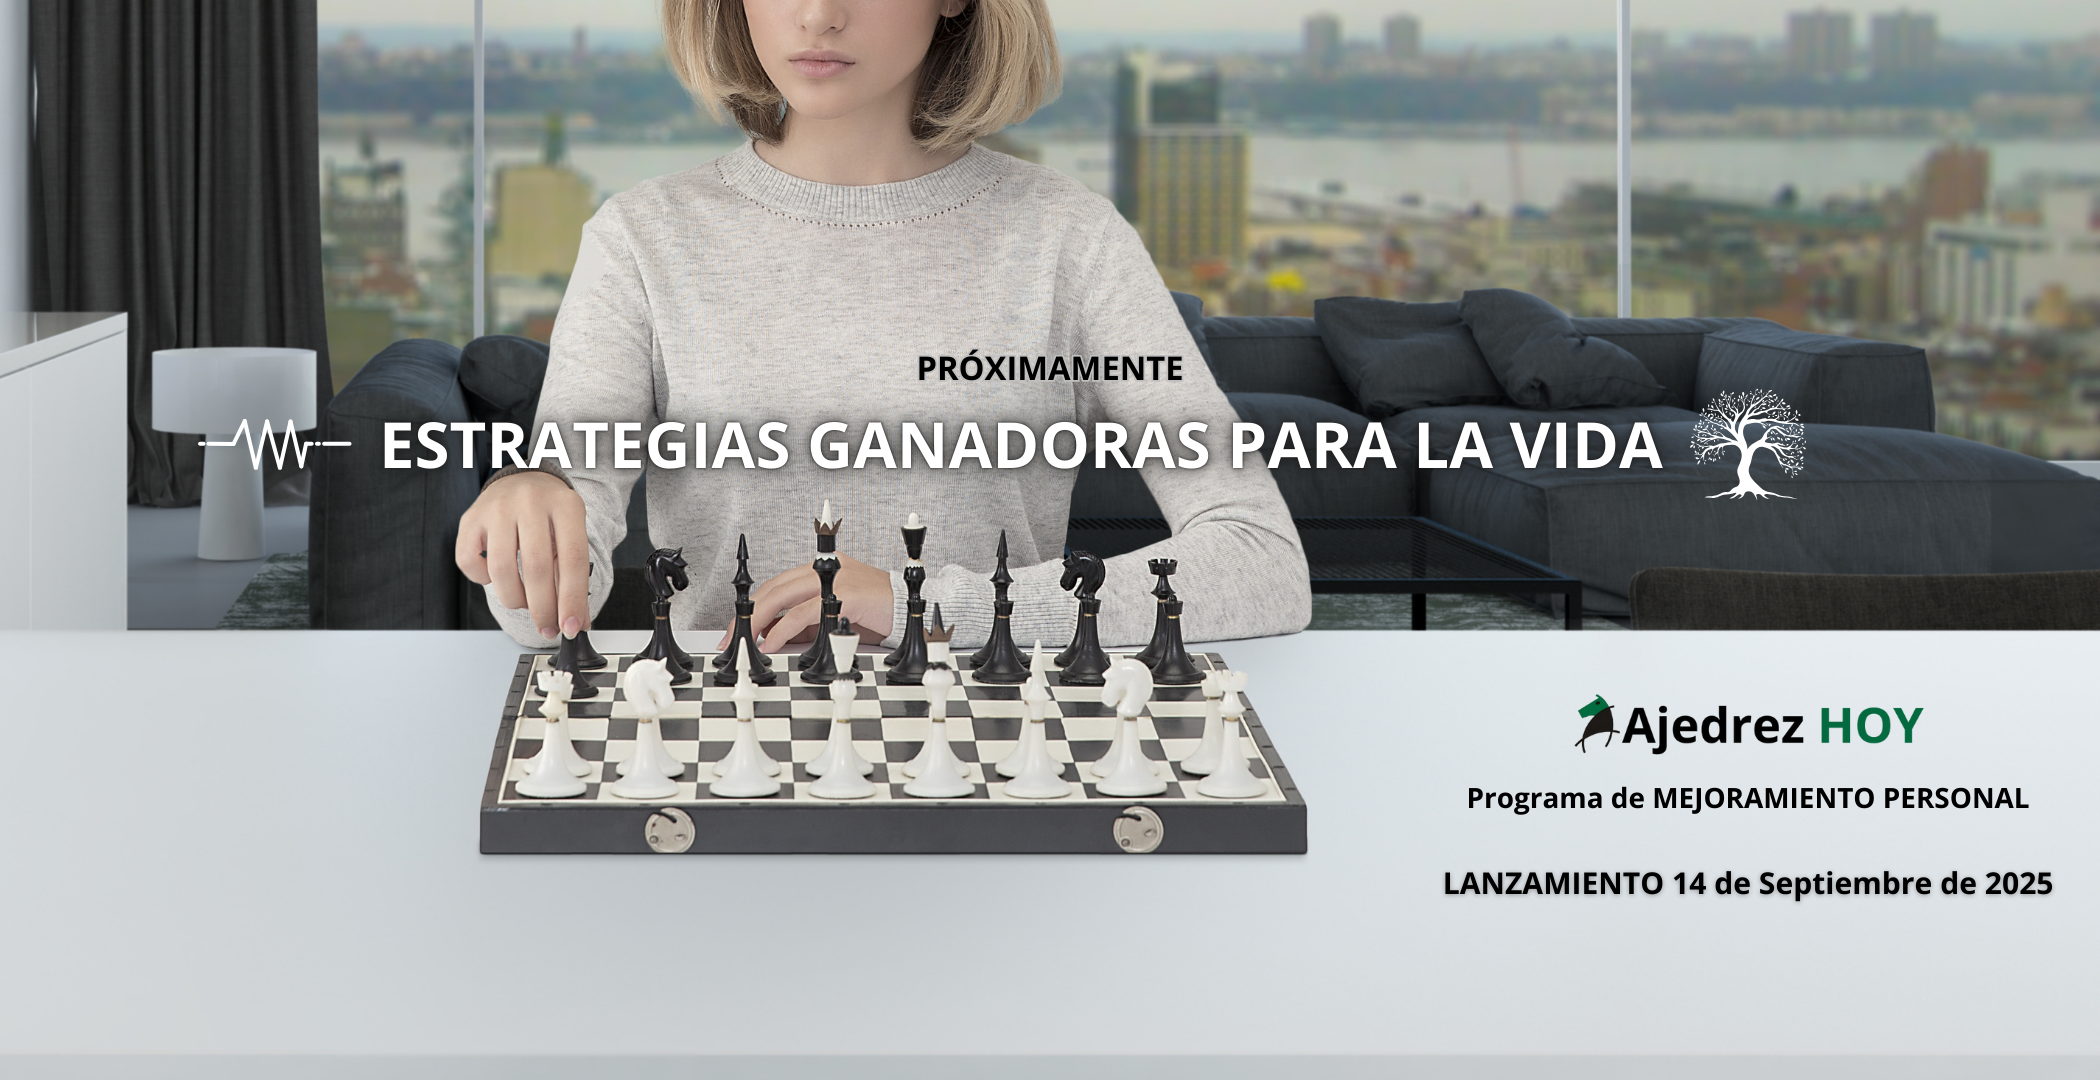 PRÓXIMAMENTE
ESTRATEGIAS GANADORAS PARA LA VIDA
Ajedrez HOY
Programa de MEJORAMIENTO PERSONAL
LANZAMIENTO 14 de Septiembre de 2025